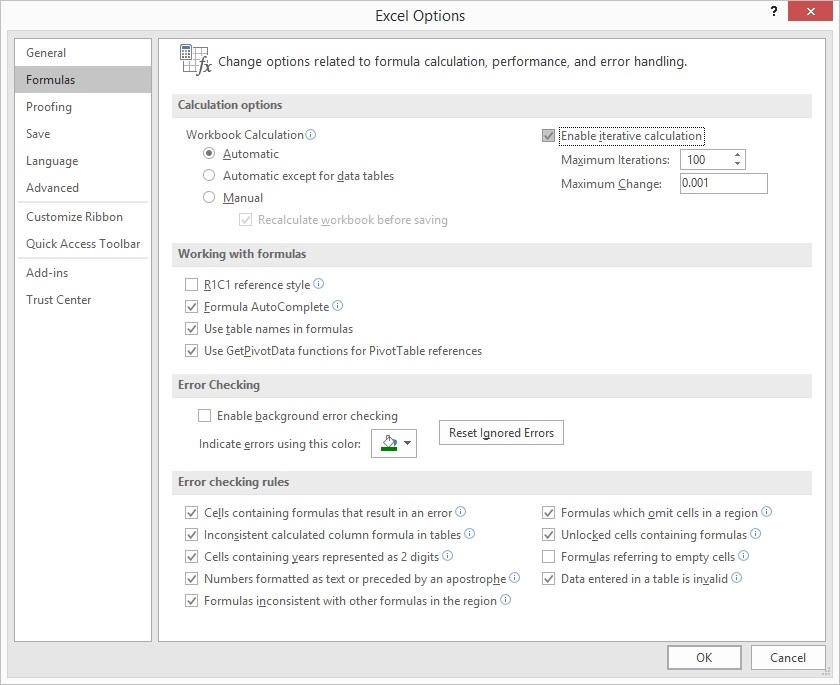 Excel Options
?
General
Formulas
Proofing
Save
Language
Advanced
Customize Ribbon
Quick Access Toolbar
Add-ins
Trust Center
fx Change options related to formula calculation, performance, and error handling.
Calculation options
Workbook Calculation
Automatic
Automatic except for data tables
Manual
Recalculate workbook before saving
Enable iterative calculation
Maximum Iterations: 100
Maximum Change: 0.001
Working with formulas
R1C1 reference style
Formula AutoComplete
Use table names in formulas
Use GetPivotData functions for PivotTable references
Error Checking
Enable background error checking
Indicate errors using this color:
Reset Ignored Errors
Error checking rules
Cells containing formulas that result in an error
Inconsistent calculated column formula in tables
Cells containing years represented as 2 digits
Numbers formatted as text or preceded by an apostrophe
Formulas inconsistent with other formulas in the region
Formulas which omit cells in a region
Unlocked cells containing formulas
Formulas referring to empty cells
Data entered in a table is invalid
OK
Cancel